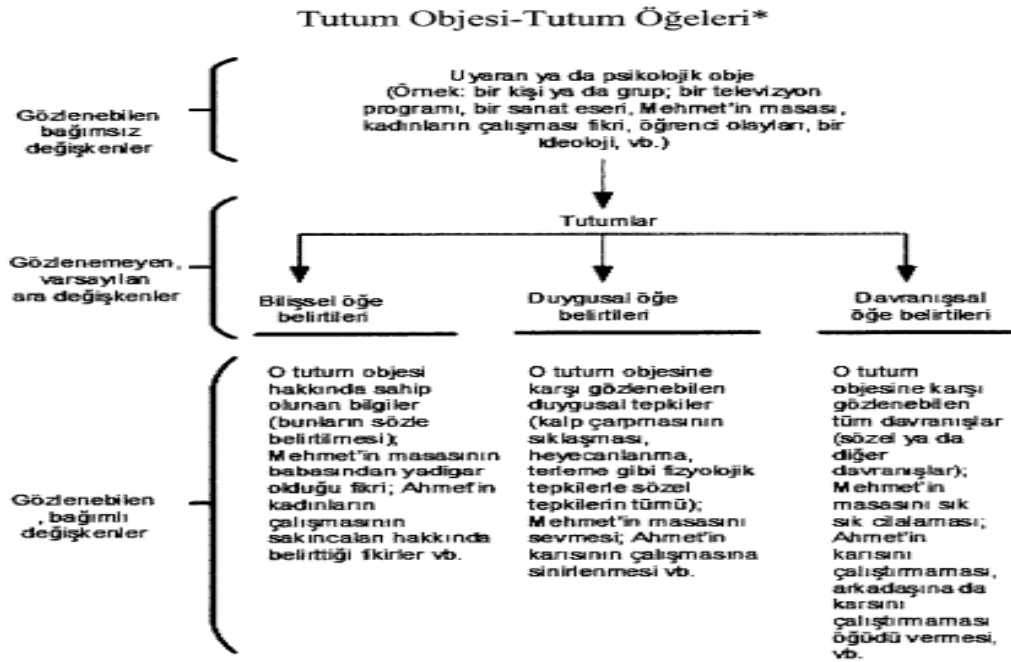 Tutum Objesi-Tutum Öğeleri*
Gözlenebilen
bağımsız
değişkenler
Uyaran ya da psikolojik obje
(Örnek: bir kişi ya da grup; bir televizyon
programı, bir sanat eseri, Mehmet'in masası,
kadınların çalışması fikri, öğrenci olayları, bir
ideoloji, vb.)
Gözlenemeyen,
varsayılan
ara değişkenler
Tutumlar
Bilişsel öğe
belirtileri
Duygusal öğe
belirtileri
Davranışsal
öğe belirtileri
Gözlenebilen
, bağımlı
değişkenler
O tutum objesi
hakkında sahip
olunan bilgiler
(bunların sözle
belirtilmesi);
Mehmet'in masasının
babasından yadigar
olduğu fikri; Ahmet'in
kadınların
çalışmasının
sakıncaları hakkında
belirttiği fikirler vb.
O tutum objesine
karşı gözlenebilen
duygusal tepkiler
(kalp çarpmasının
sıklaşması,
heyecanlanma,
terleme gibi fizyolojik
tepkilerle sözel
tepkilerin tümü);
Mehmet'in masasını
sevmesi; Ahmet'in
karısının çalışmasına
sinirlenmesi vb.
O tutum
objesine karşı
gözlenebilen
tüm davranışlar
(sözel ya da
diğer
davranışlar);
Mehmet'in
masasını sık
sık cilalaması;
Ahmet'in
karısını
çalıştırmaması,
arkadaşına da
karsını
çalıştırmaması
öğüdü vermesi,
vb.